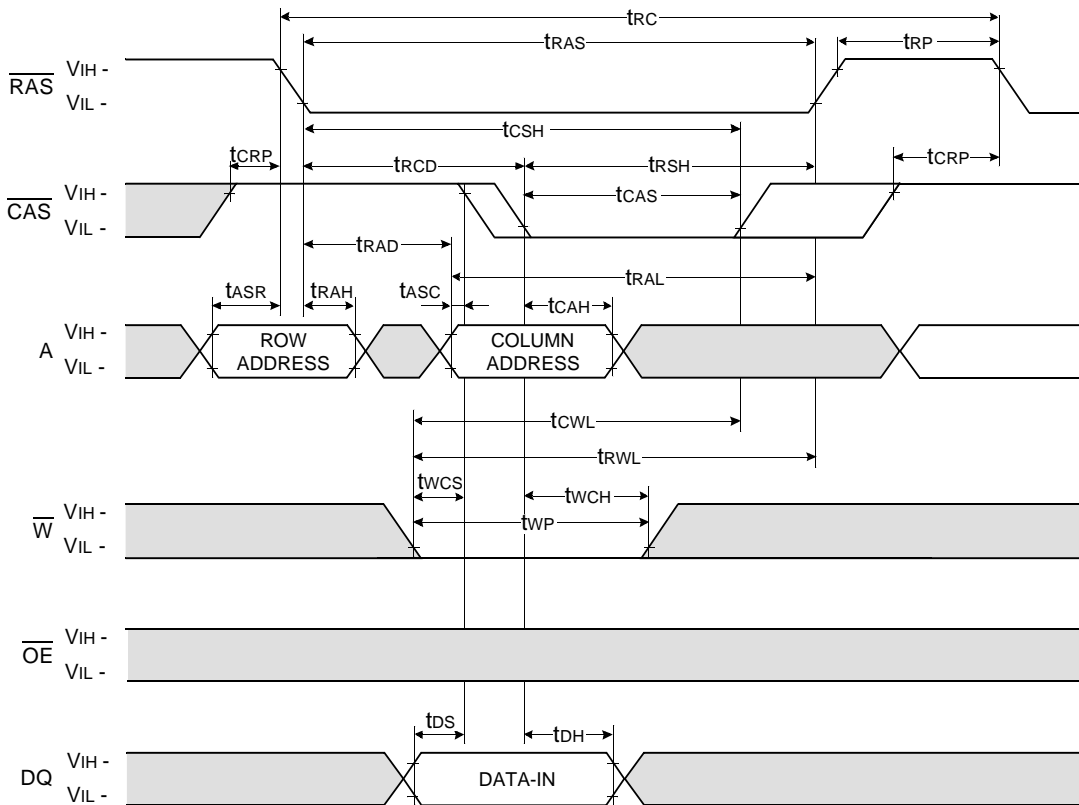 tRC
tRAS
tRP
RAS
VIH -
VIL -
tCSH
tCRP
tRCD
tRSH
tCRP
CAS
VIH -
VIL -
tCAS
tRAD
tRAL
tASR
tRAH
tASC
tCAH
A
VIH -
VIL -
ROW
ADDRESS
COLUMN
ADDRESS
tCWL
tRWL
tWCS
tWCH
tWP
W
VIH -
VIL -
OE
VIH -
VIL -
tDS
tDH
DQ
VIH -
VIL -
DATA-IN